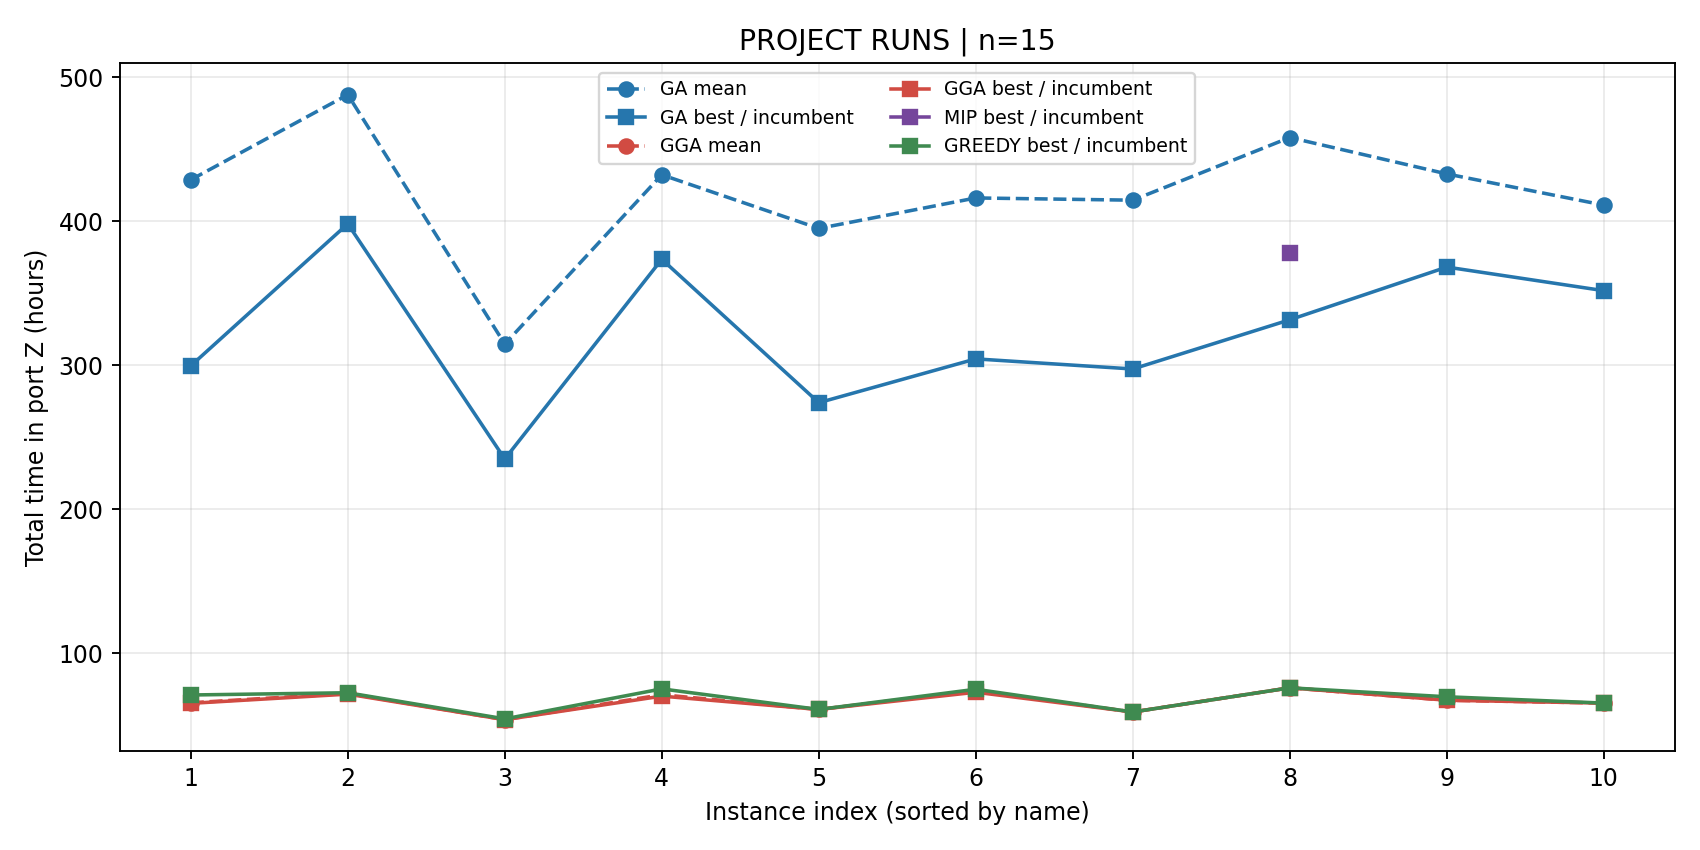 PROJECT RUNS | n=15
GA mean
GA best / incumbent
GGA mean
GGA best / incumbent
MIP best / incumbent
GREEDY best / incumbent
Total time in port Z (hours)
500
400
300
200
100
1 2 3 4 5 6 7 8 9 10
Instance index (sorted by name)